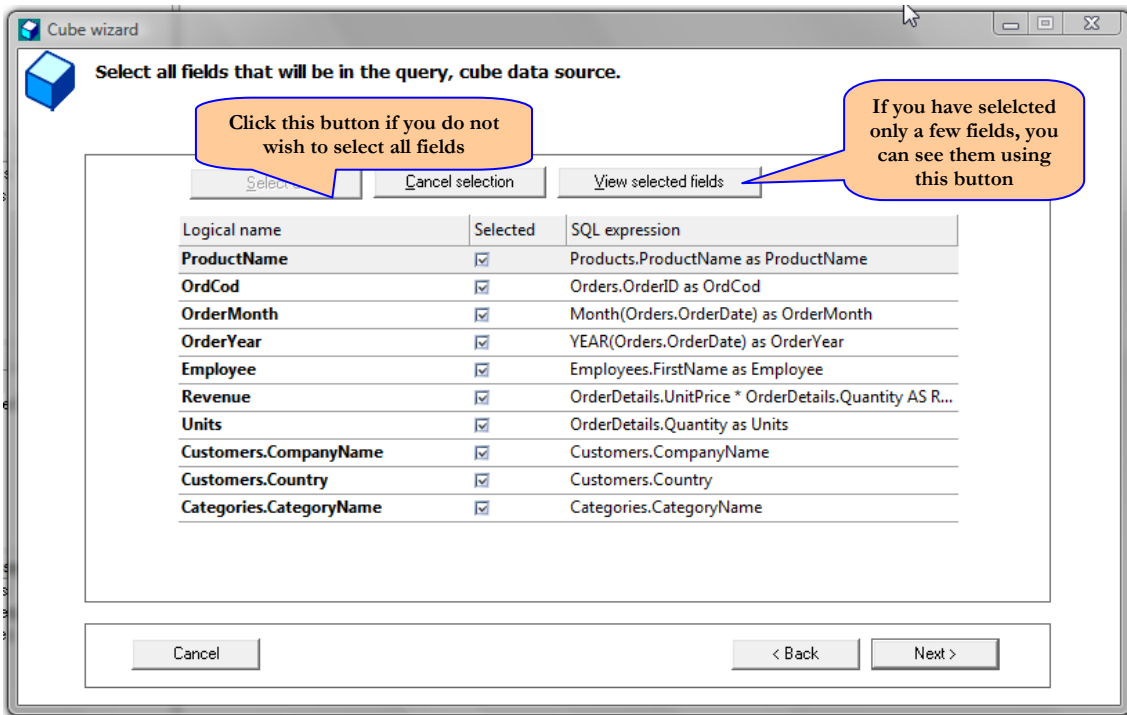 Cube wizard
Select all fields that will be in the query, cube data source.
Click this button if you do not
wish to select all fields
If you have selelcted
only a few fields, you
can see them using
this button
Select
Cancel selection
View selected fields
Logical name Selected SQL expression
ProductName Products.ProductName as ProductName
OrdCod Orders.OrderID as OrdCod
OrderMonth Month(Orders.OrderDate) as OrderMonth
OrderYear YEAR(Orders.OrderDate) as OrderYear
Employee Employees.FirstName as Employee
Revenue OrderDetails.UnitPrice * OrderDetails.Quantity AS R...
Units OrderDetails.Quantity as Units
Customers.CompanyName Customers.CompanyName
Customers.Country Customers.Country
Categories.CategoryName Categories.CategoryName
Cancel
< Back
Next >